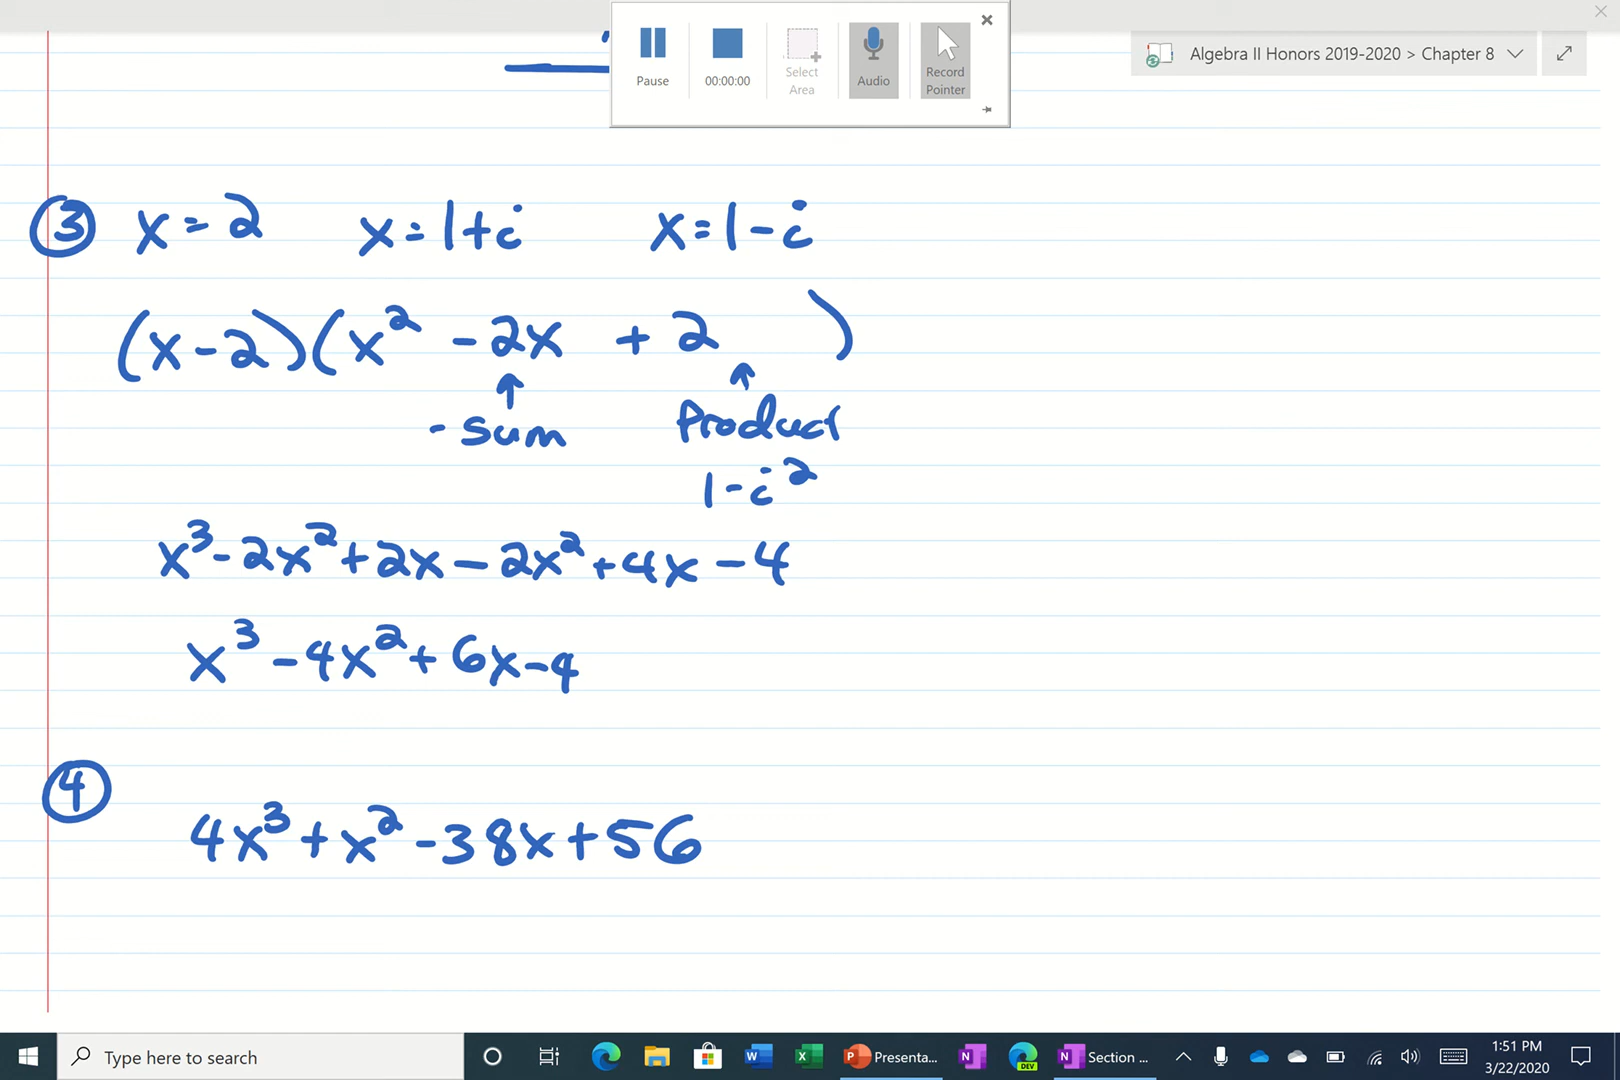 Pause
00:00:00
Select Area
Audio
Record Pointer
Algebra II Honors 2019-2020 > Chapter 8
③ x = 2 x = 1+i x = 1-i
(x-2)(x² - 2x + 2 )
- sum Product
1-i²
x³ - 2x² + 2x - 2x² + 4x - 4
x³ - 4x² + 6x - 4
④
4x³ + x² - 38x + 56
Type here to search
Presenta...
DEV
Section ...
1:51 PM
3/22/2020